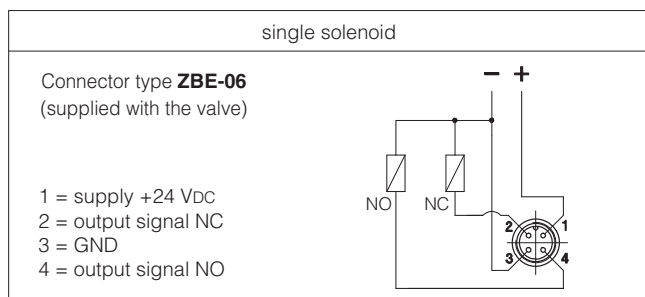 single solenoid
Connector type ZBE-06
(supplied with the valve)
1 = supply +24 VDC
2 = output signal NC
3 = GND
4 = output signal NO
− +
NO NC
2 1
3 4